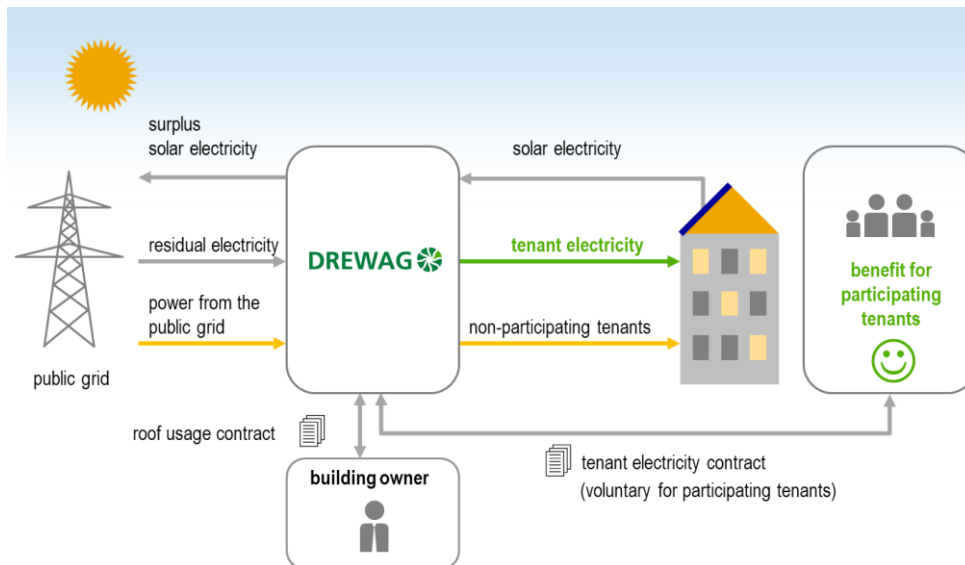 surplus
solar electricity
solar electricity
residual electricity
DREWAG
tenant electricity
benefit for
participating
tenants
power from the
public grid
non-participating tenants
public grid
roof usage contract
building owner
tenant electricity contract
(voluntary for participating tenants)